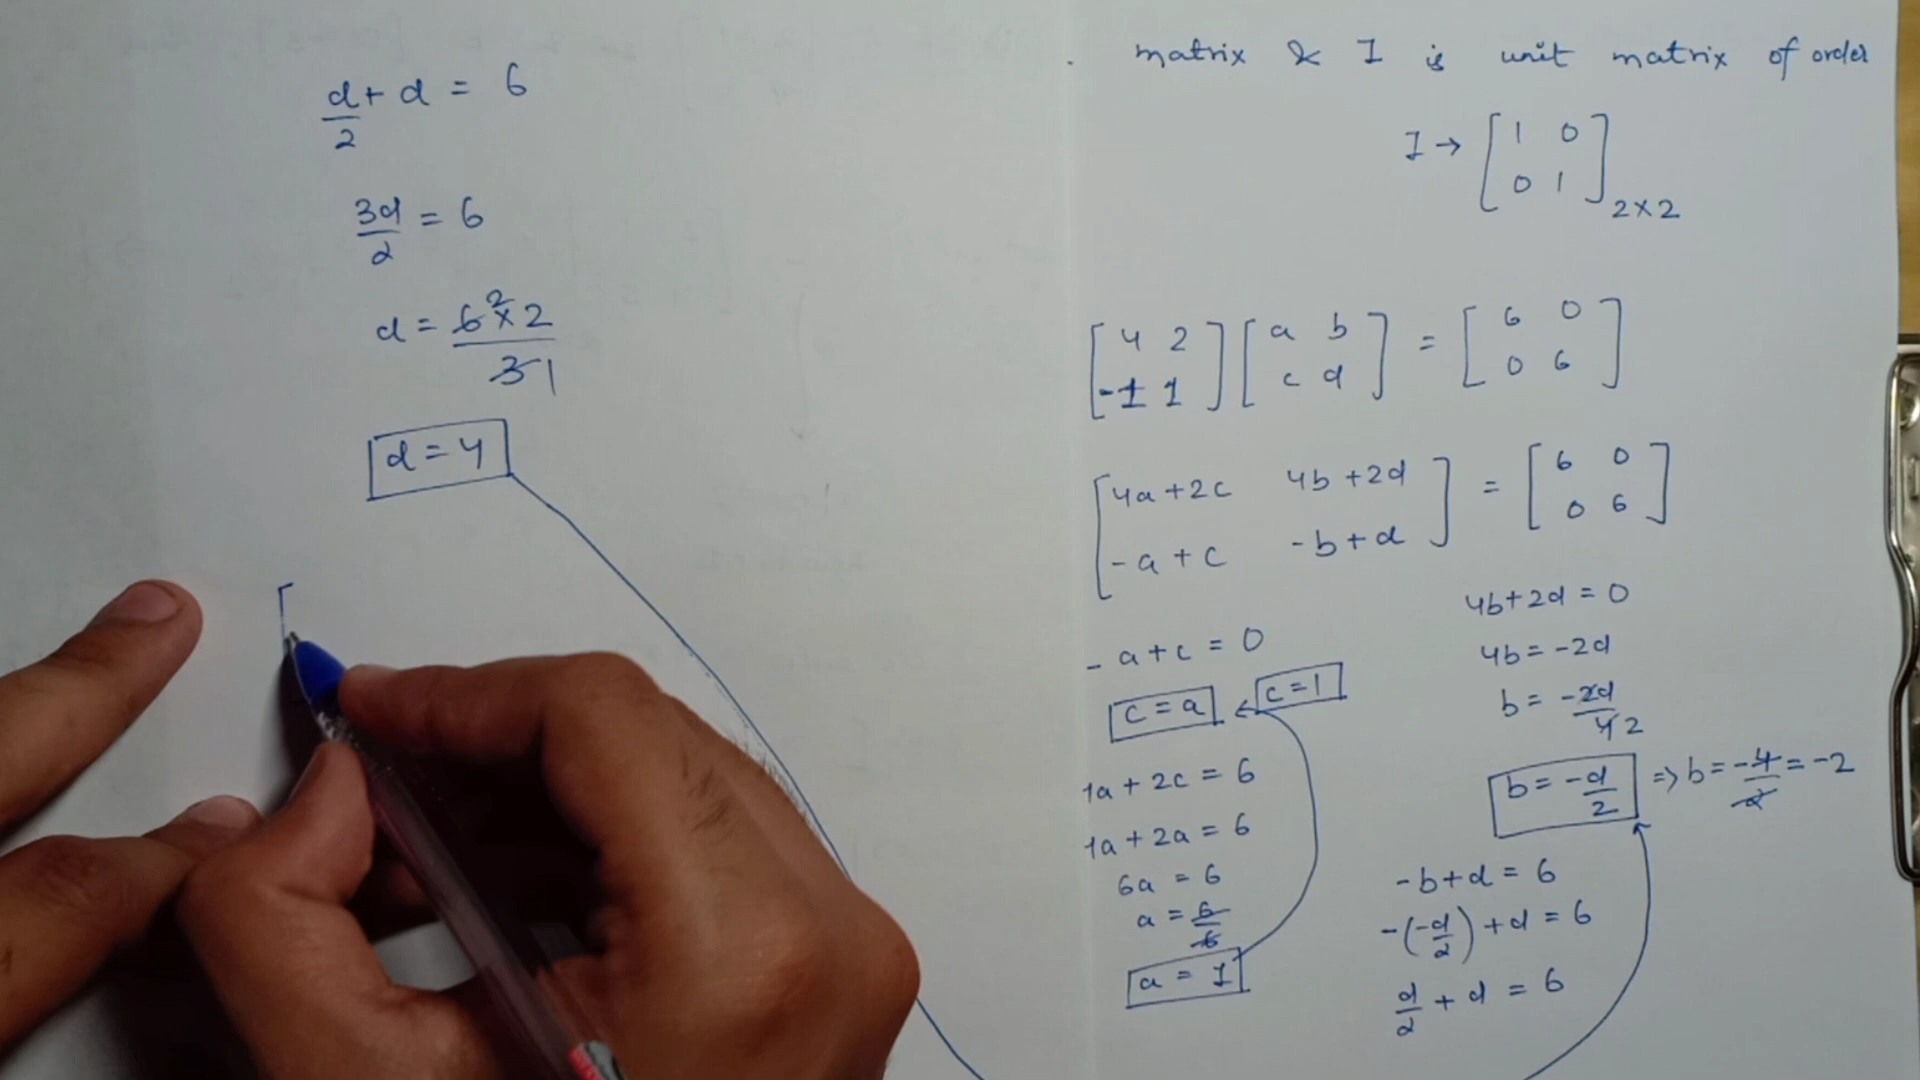 d/2 + d = 6
3d/2 = 6
d = 6² × 2 / 3 1
d = 4
matrix & I is unit matrix of order
I → [1 0
0 1] 2×2
[4 2
-1 1] [a b
c d] = [6 0
0 6]
[4a + 2c 4b + 2d
-a + c -b + d] = [6 0
0 6]
-a + c = 0
c = a
c = 1
4a + 2c = 6
4a + 2a = 6
6a = 6
a = 6/6
a = 1
4b + 2d = 0
4b = -2d
b = -2d/4 2
b = -d/2 ⇒ b = -4/2 = -2
-b + d = 6
-(-d/2) + d = 6
d/2 + d = 6